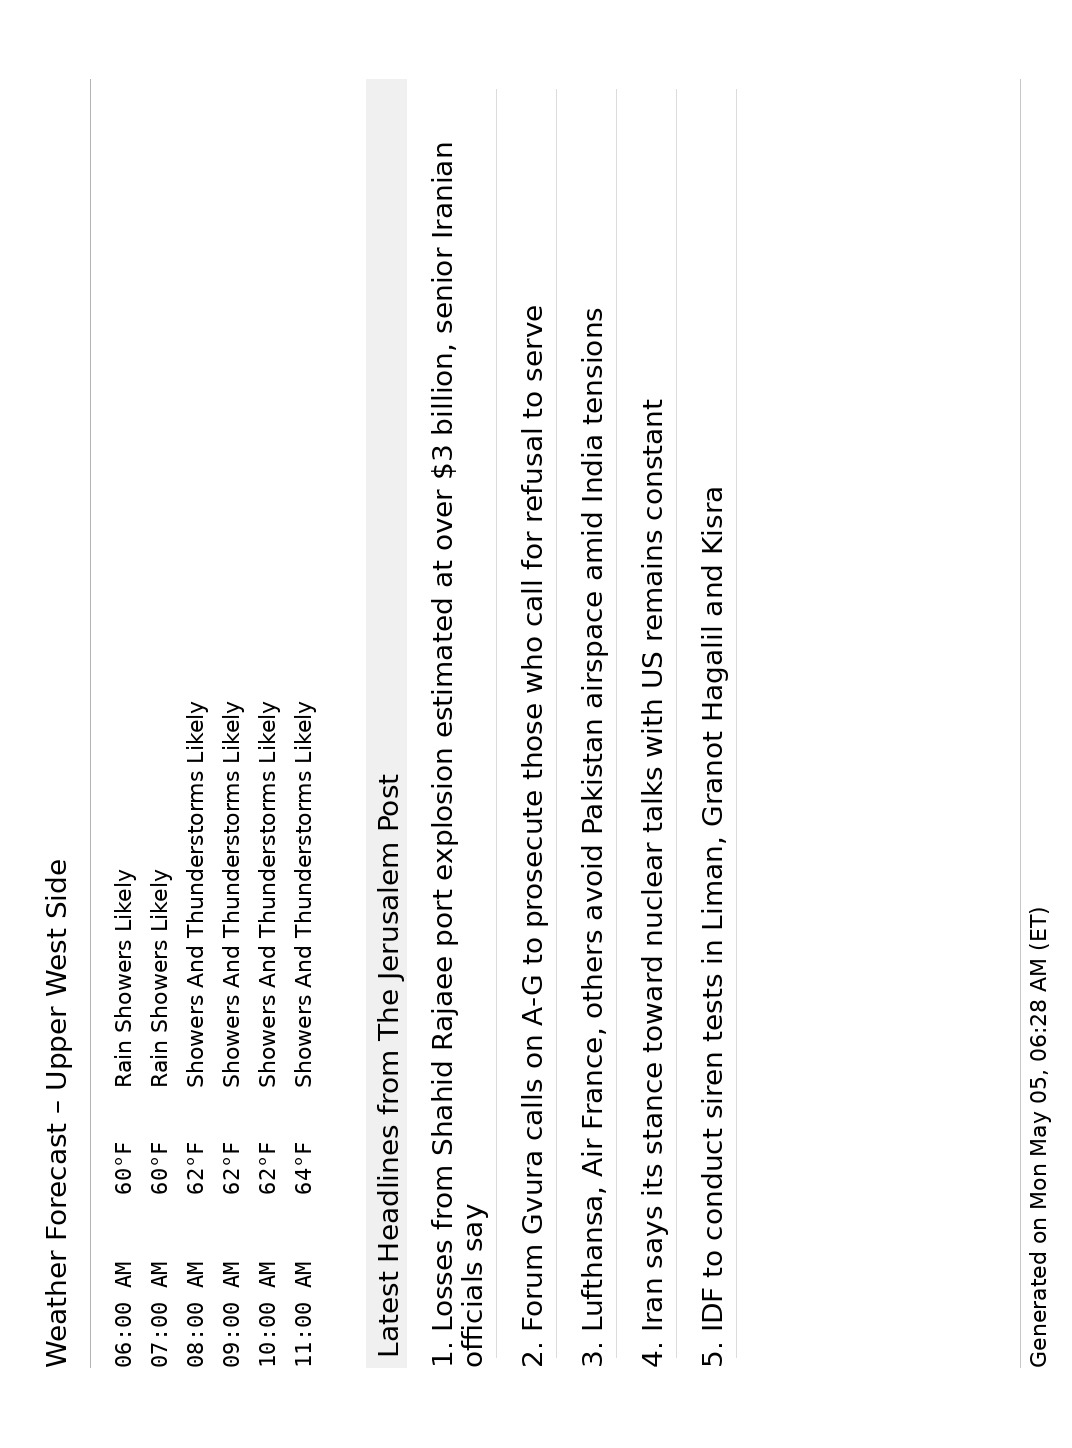 Weather Forecast – Upper West Side
06:00 AM 60°F Rain Showers Likely
07:00 AM 60°F Rain Showers Likely
08:00 AM 62°F Showers And Thunderstorms Likely
09:00 AM 62°F Showers And Thunderstorms Likely
10:00 AM 62°F Showers And Thunderstorms Likely
11:00 AM 64°F Showers And Thunderstorms Likely
Latest Headlines from The Jerusalem Post
1. Losses from Shahid Rajaee port explosion estimated at over $3 billion, senior Iranian
officials say
2. Forum Gvura calls on A-G to prosecute those who call for refusal to serve
3. Lufthansa, Air France, others avoid Pakistan airspace amid India tensions
4. Iran says its stance toward nuclear talks with US remains constant
5. IDF to conduct siren tests in Liman, Granot Hagalil and Kisra
Generated on Mon May 05, 06:28 AM (ET)